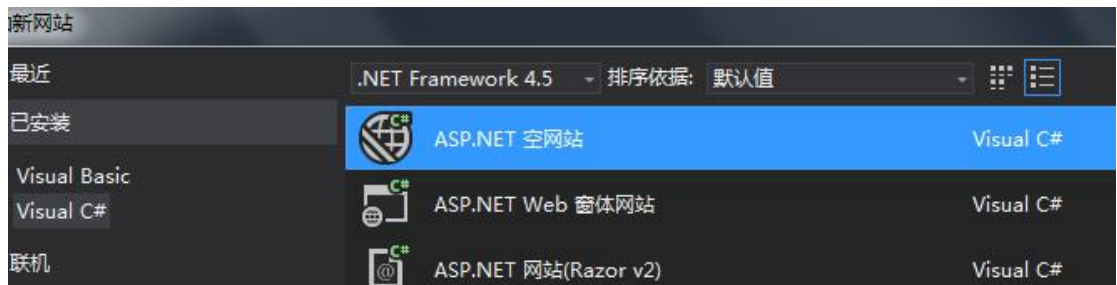 新网站
最近
.NET Framework 4.5 排序依据: 默认值
已安装
C# ASP.NET 空网站 Visual C#
Visual Basic
C# ASP.NET Web 窗体网站 Visual C#
Visual C#
联机
C# @ ASP.NET 网站(Razor v2) Visual C#